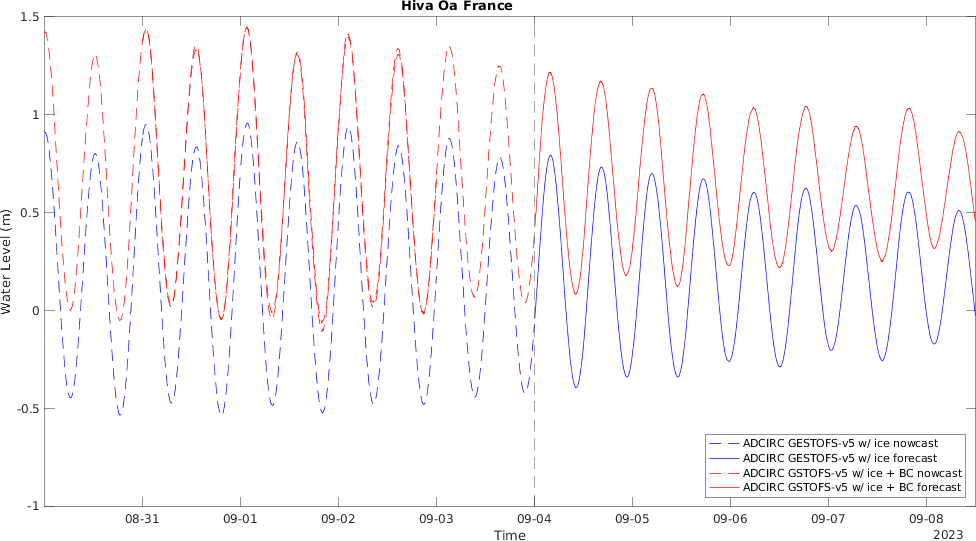 Hiva Oa France
Water Level (m)
1.5
1
0.5
0
-0.5
-1
ADCIRC GESTOFS-v5 w/ ice nowcast
ADCIRC GESTOFS-v5 w/ ice forecast
ADCIRC GSTOFS-v5 w/ ice + BC nowcast
ADCIRC GSTOFS-v5 w/ ice + BC forecast
08-31 09-01 09-02 09-03 09-04 09-05 09-06 09-07 09-08
Time
2023